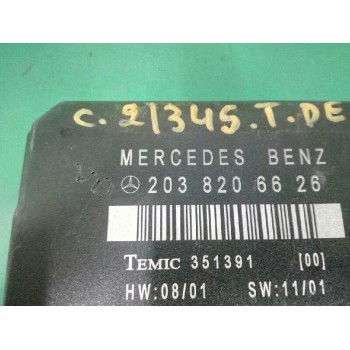 C.21345.T.DE
MERCEDES BENZ
203 820 66 26
TEMIC 351391 [00]
HW:08/01 SW:11/01